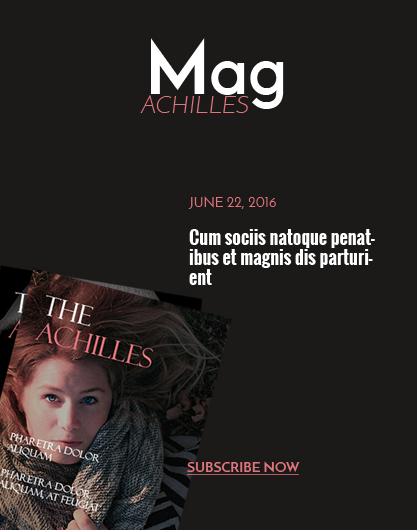 Mag
ACHILLES
JUNE 22, 2016
Cum sociis natoque penat-
ibus et magnis dis parturi-
ent
THE
ACHILLES
PHARETRA DOLOR
ALIQUAM
PHARETRA DOLOR
ALIQUAM, AT FEUGIAT
SUBSCRIBE NOW